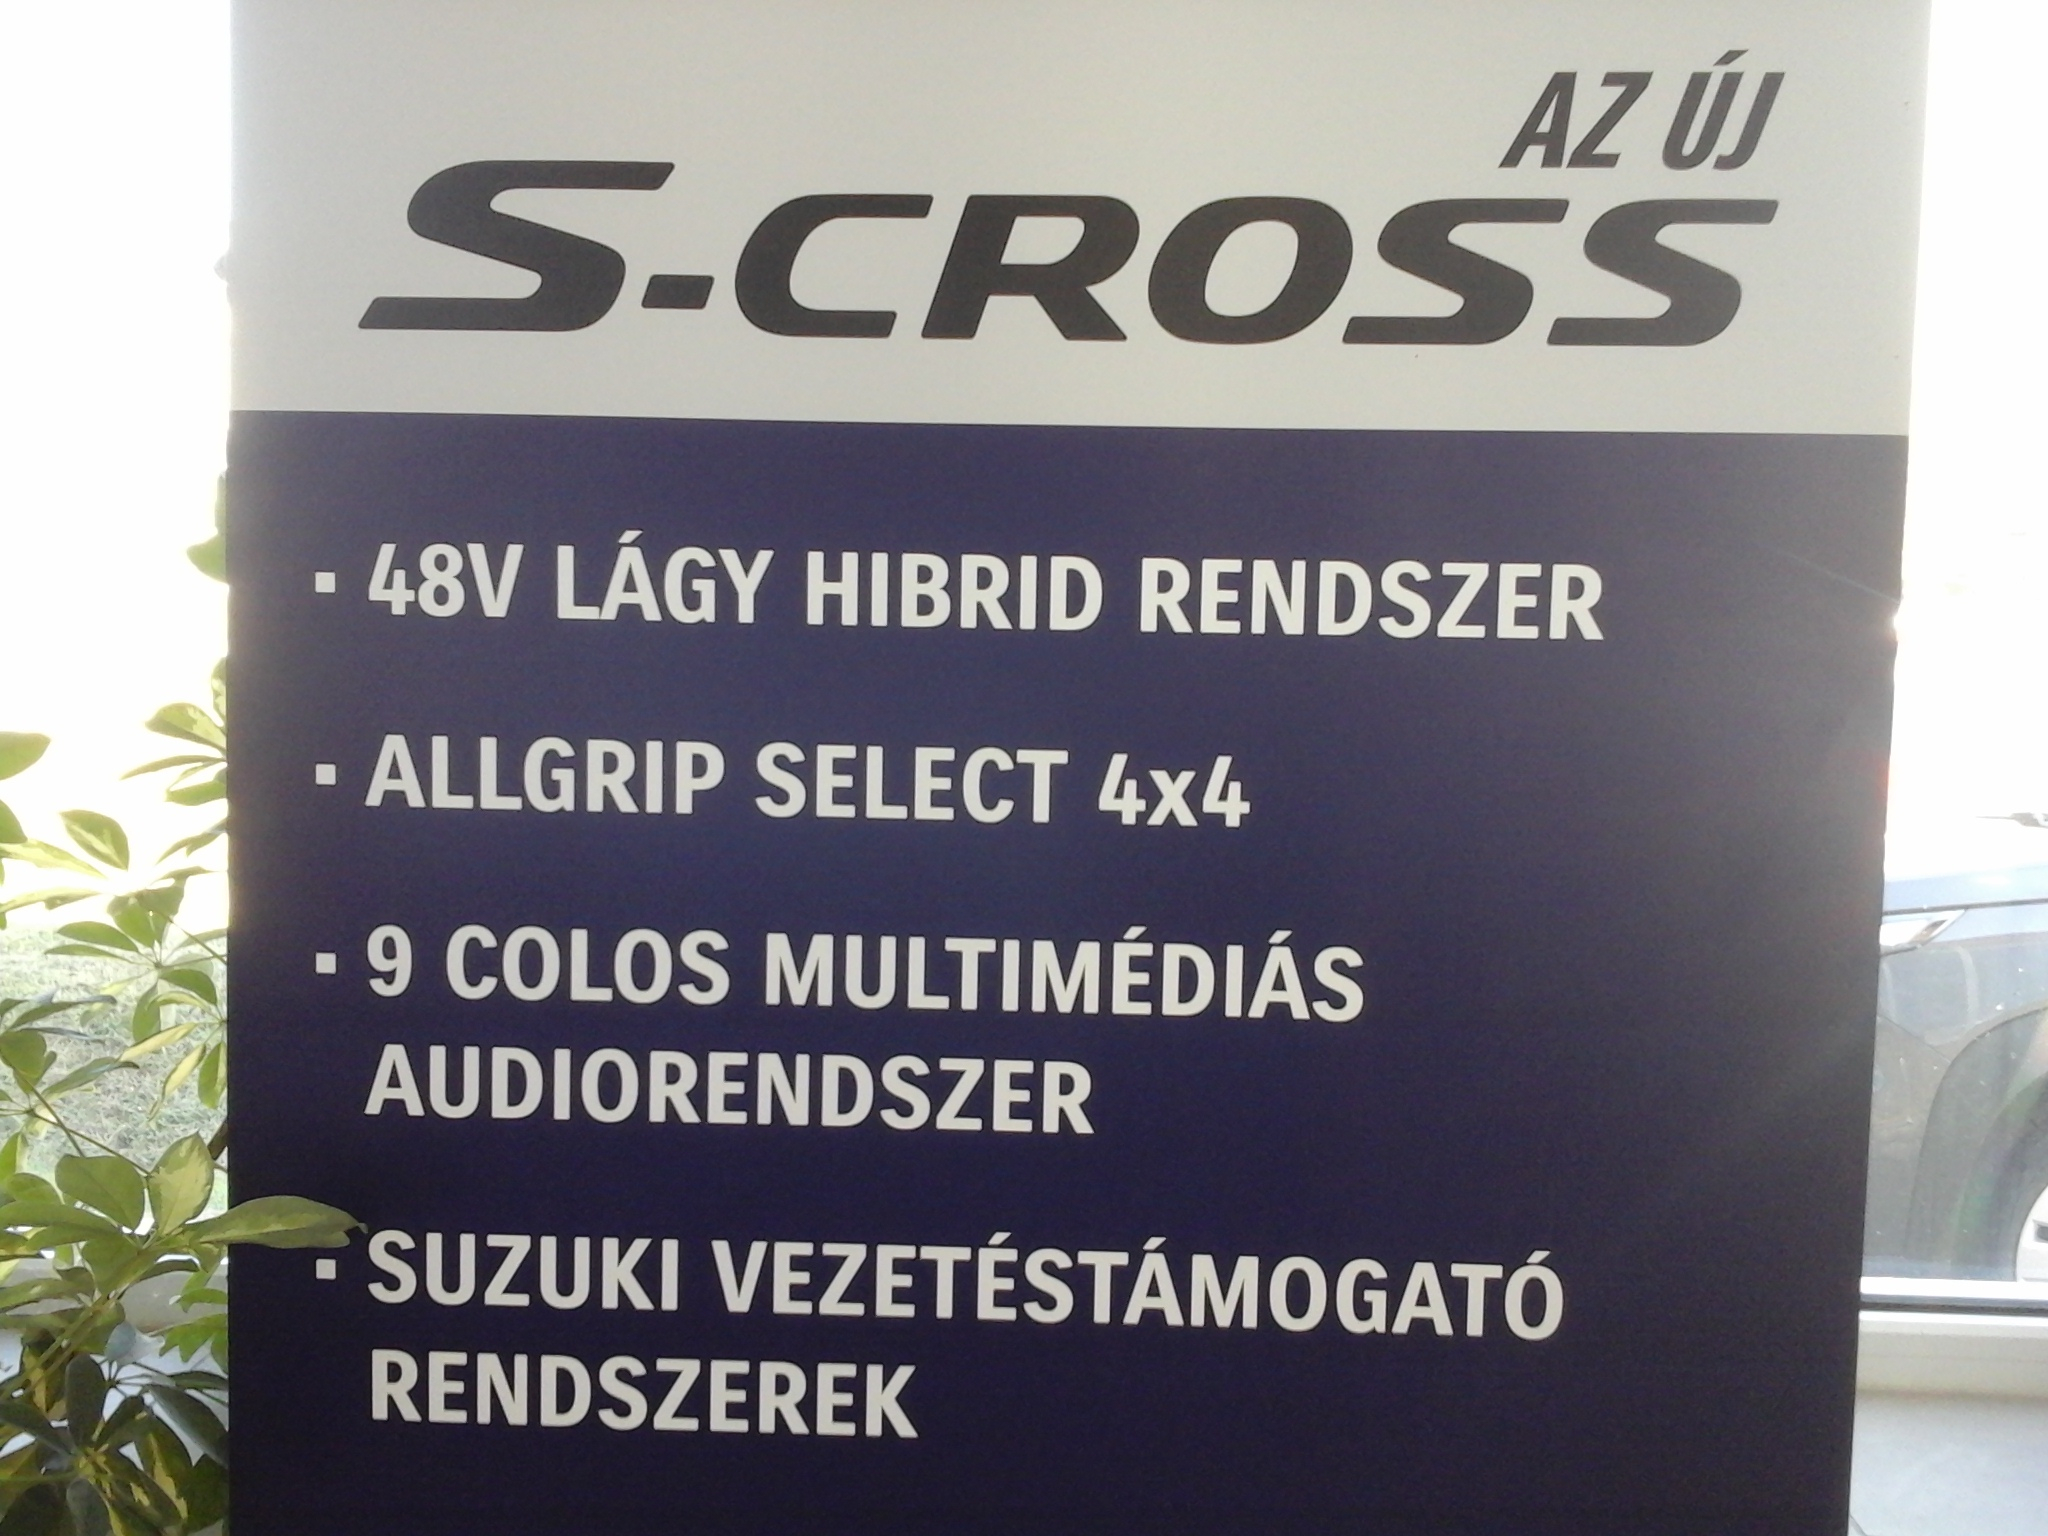 AZ ÚJ
S-CROSS
▪ 48V LÁGY HIBRID RENDSZER
▪ ALLGRIP SELECT 4x4
▪ 9 COLOS MULTIMÉDIÁS
AUDIORENDSZER
▪ SUZUKI VEZETÉSTÁMOGATÓ
RENDSZEREK